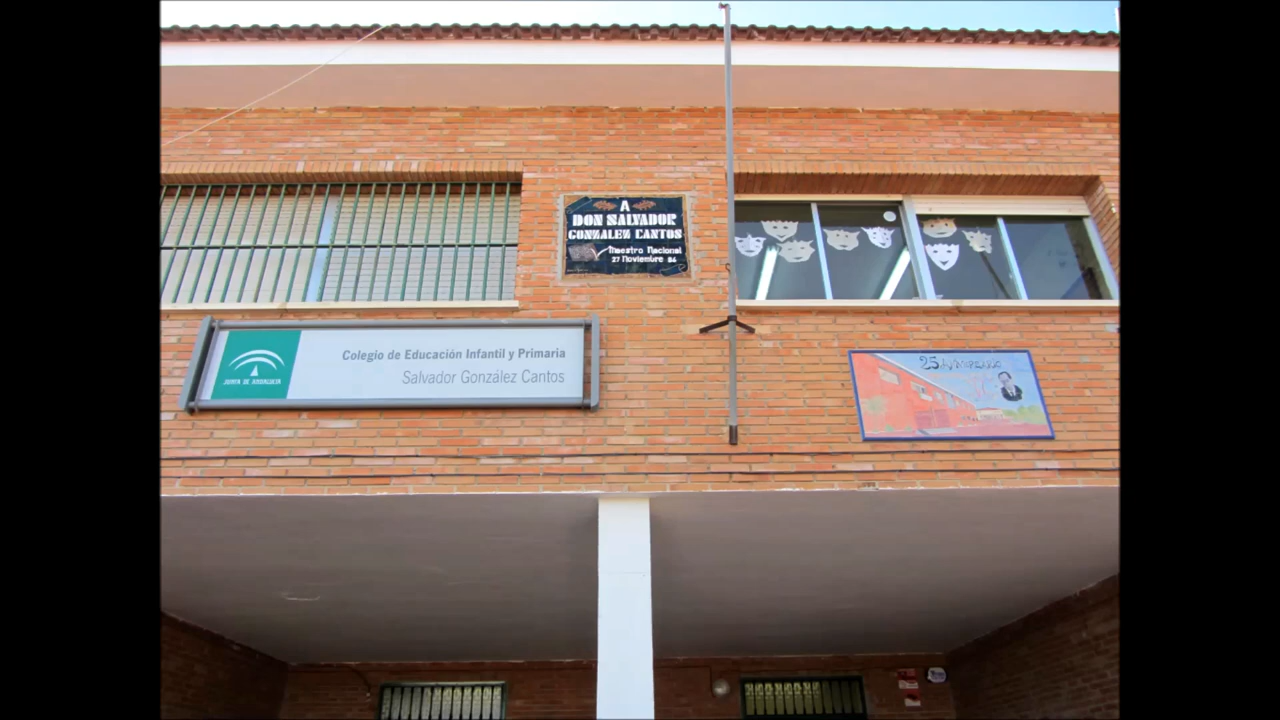 A
DON SALVADOR
GONZALEZ CANTOS
Maestro Nacional
27 Noviembre 86
JUNTA DE ANDALUCIA
Colegio de Educación Infantil y Primaria
Salvador González Cantos
25 ANIVERSARIO